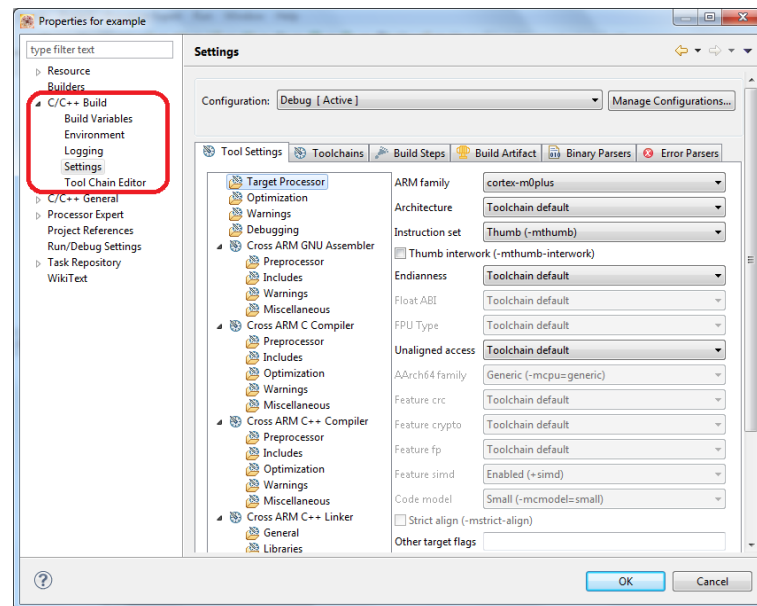 Properties for example
type filter text
Resource
Builders
C/C++ Build
Build Variables
Environment
Logging
Settings
Tool Chain Editor
C/C++ General
Processor Expert
Project References
Run/Debug Settings
Task Repository
WikiText
Settings
Configuration: Debug [ Active ] Manage Configurations...
Tool Settings Toolchains Build Steps Build Artifact Binary Parsers Error Parsers
Target Processor
Optimization
Warnings
Debugging
Cross ARM GNU Assembler
Preprocessor
Includes
Warnings
Miscellaneous
Cross ARM C Compiler
Preprocessor
Includes
Optimization
Warnings
Miscellaneous
Cross ARM C++ Compiler
Preprocessor
Includes
Optimization
Warnings
Miscellaneous
Cross ARM C++ Linker
General
Libraries
ARM family cortex-m0plus
Architecture Toolchain default
Instruction set Thumb (-mthumb)
Thumb interwork (-mthumb-interwork)
Endianness Toolchain default
Float ABI Toolchain default
FPU Type Toolchain default
Unaligned access Toolchain default
AArch64 family Generic (-mcpu=generic)
Feature crc Toolchain default
Feature crypto Toolchain default
Feature fp Toolchain default
Feature simd Enabled (+simd)
Code model Small (-mcmodel=small)
Strict align (-mstrict-align)
Other target flags
OK Cancel